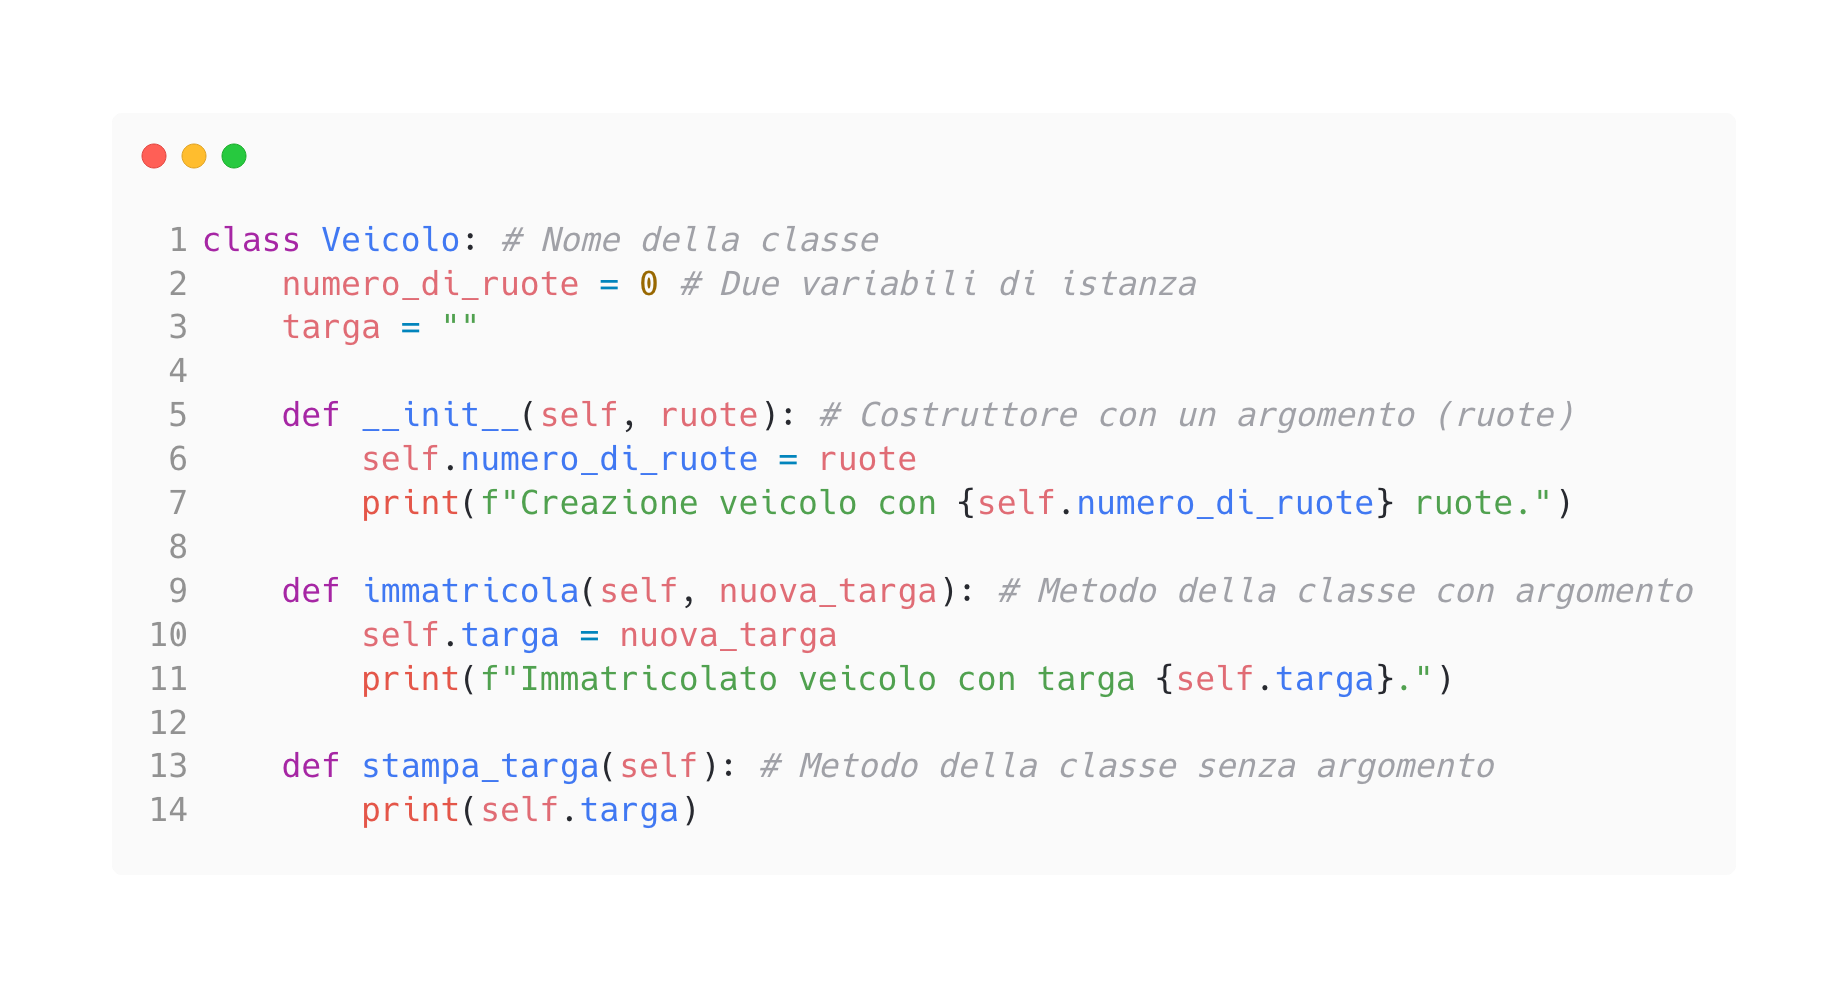 1 class Veicolo: # Nome della classe
2     numero_di_ruote = 0 # Due variabili di istanza
3     targa = ""
4
5     def __init__(self, ruote): # Costruttore con un argomento (ruote)
6         self.numero_di_ruote = ruote
7         print(f"Creazione veicolo con {self.numero_di_ruote} ruote.")
8
9     def immatricola(self, nuova_targa): # Metodo della classe con argomento
10         self.targa = nuova_targa
11         print(f"Immatricolato veicolo con targa {self.targa}.")
12
13     def stampa_targa(self): # Metodo della classe senza argomento
14         print(self.targa)